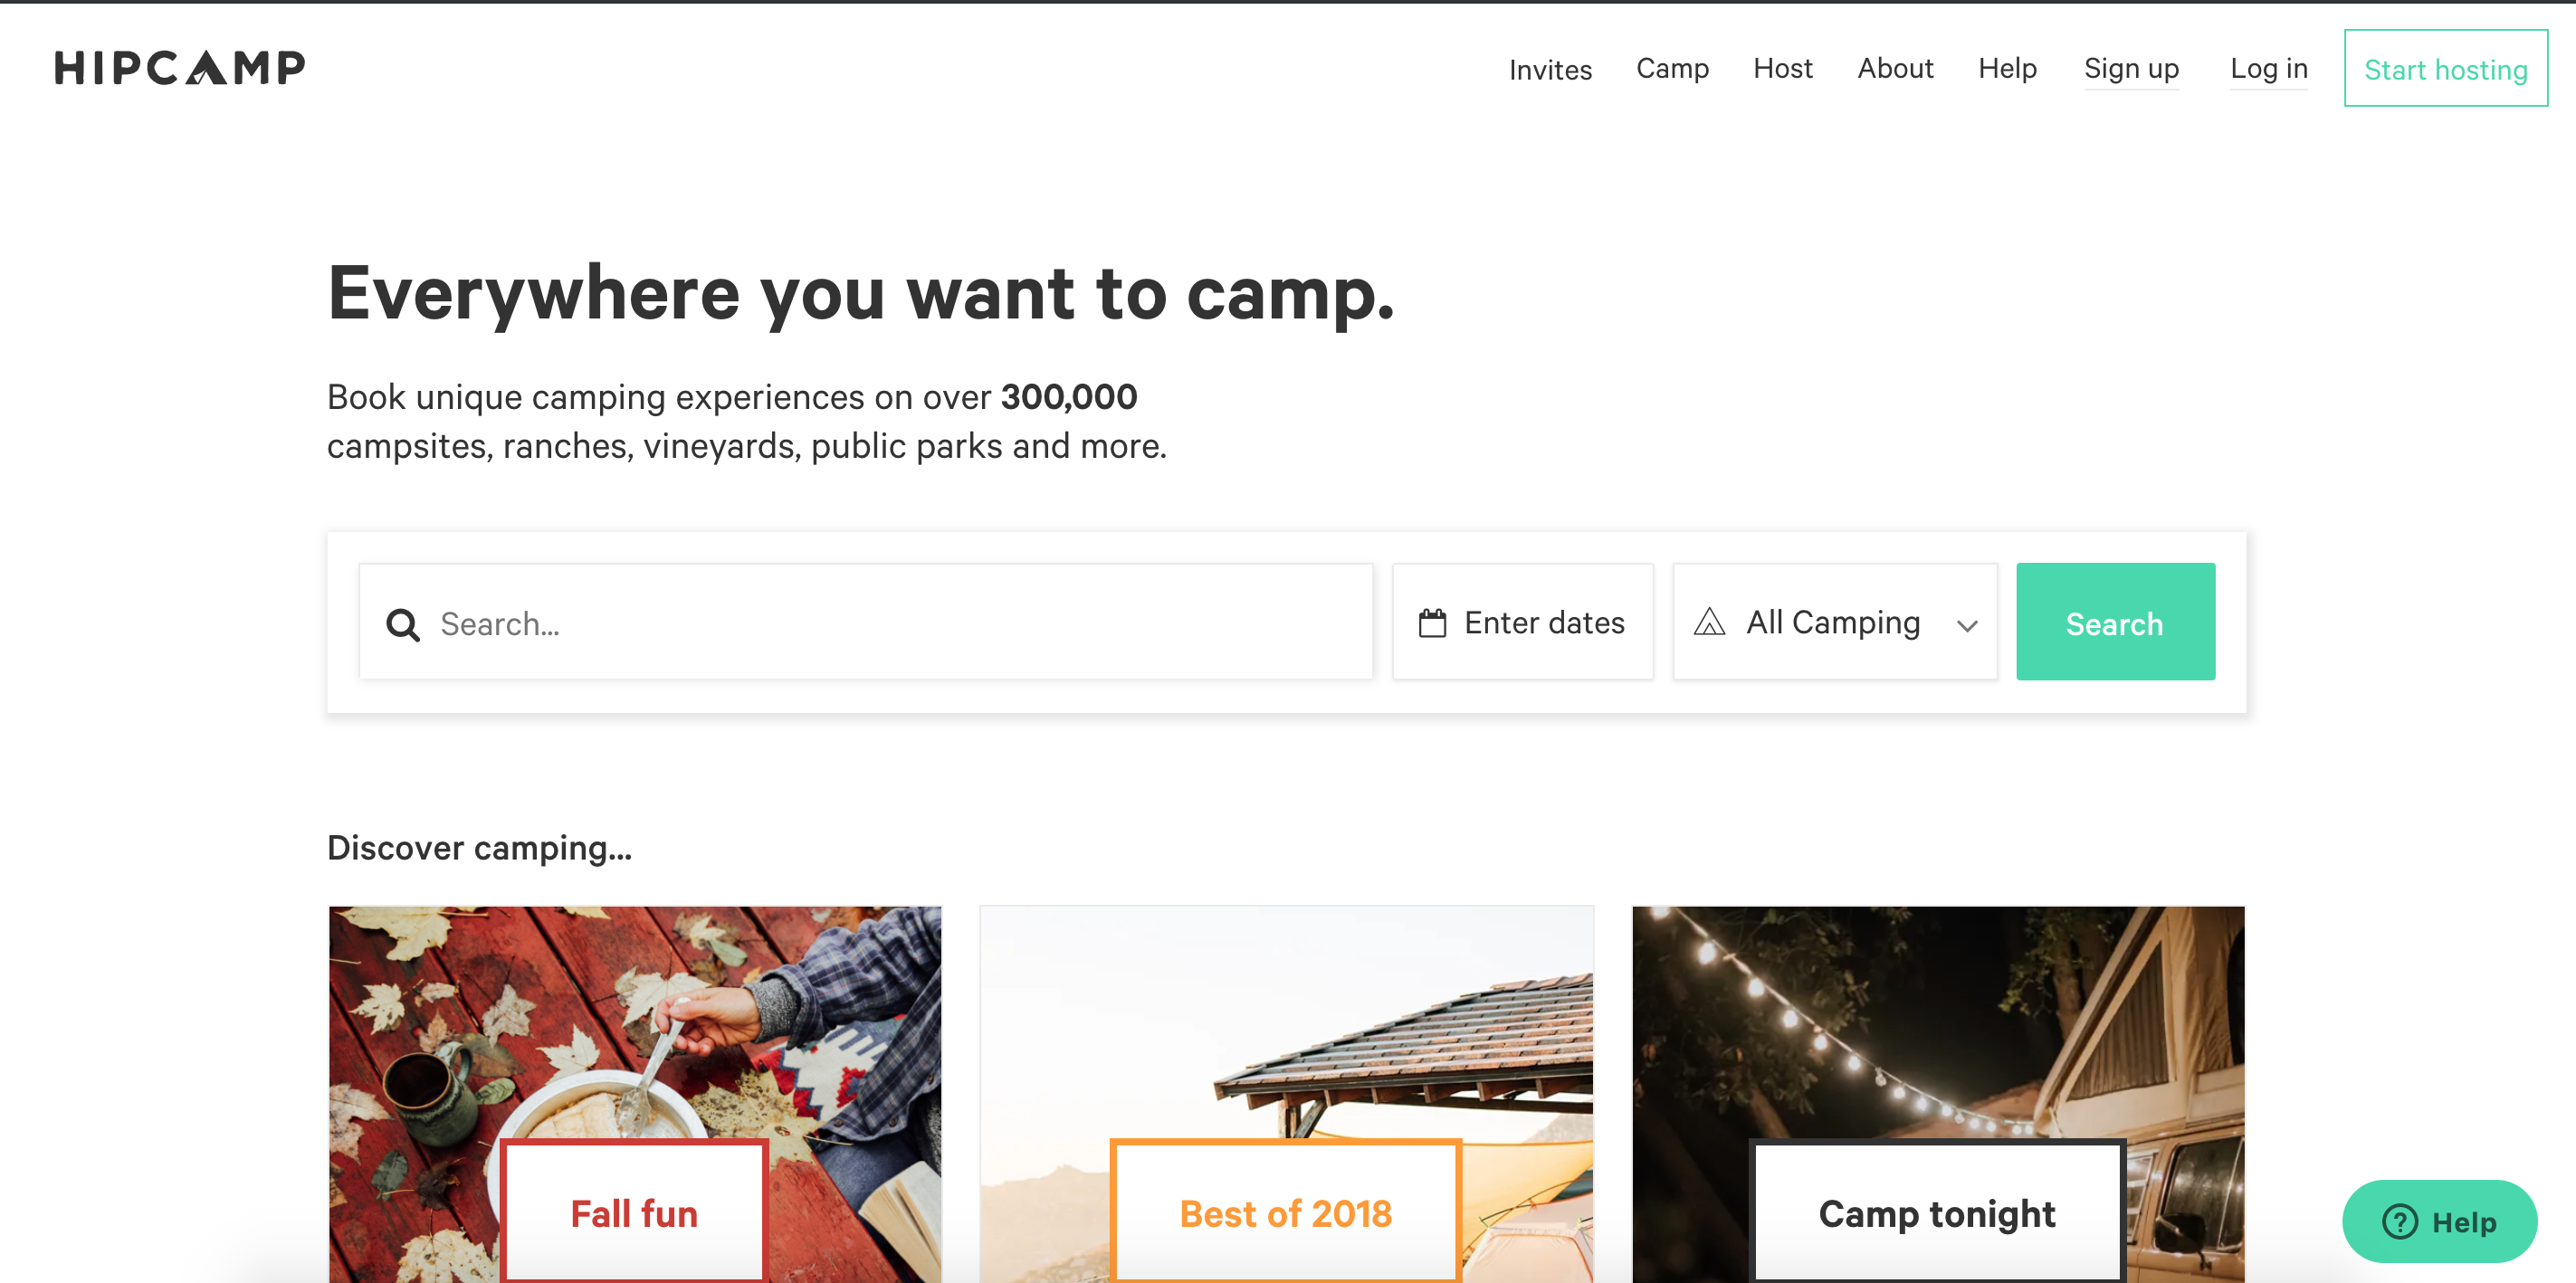 HIPCAMP
Invites Camp Host About Help Sign up Log in Start hosting
Everywhere you want to camp.
Book unique camping experiences on over 300,000
campsites, ranches, vineyards, public parks and more.
Search... Enter dates All Camping Search
Discover camping...
Fall fun Best of 2018 Camp tonight
? Help